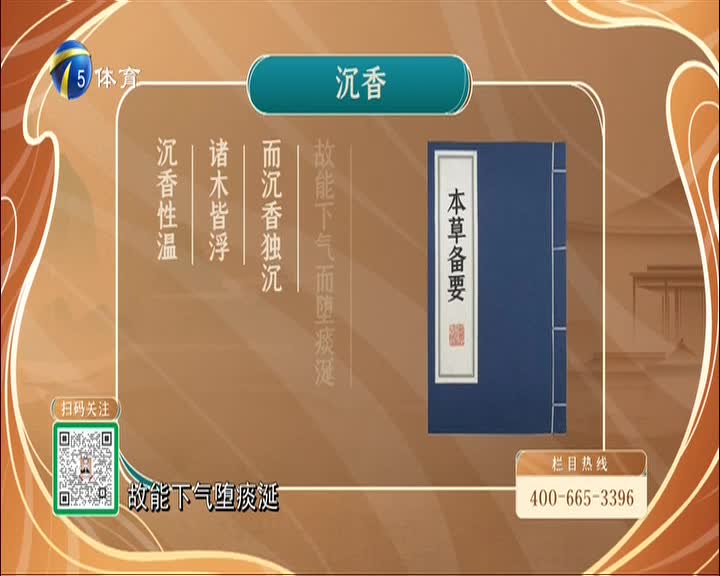 5体育
沉香
沉香性温
诸木皆浮
而沉香独沉
故能下气而堕痰涎
本草备要
扫码关注
故能下气堕痰涎
栏目热线
400-665-3396